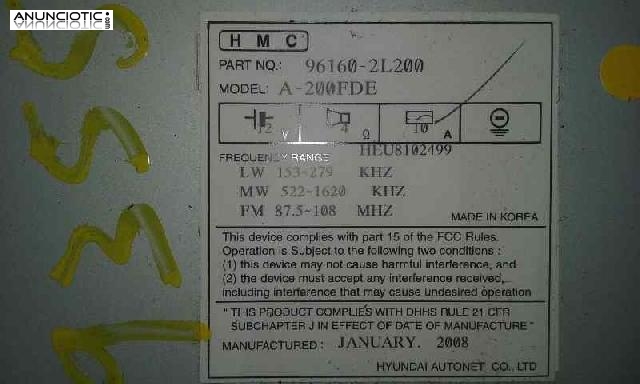 ANUNCIOTIC.com
HMC
PART NO.: 96160-2L200
MODEL: A-200FDE
12 V 4 Ω 10 A
HEU8102499
FREQUENCY RANGE
LW 153-279 KHZ
MW 522-1620 KHZ
FM 87.5-108 MHZ
MADE IN KOREA
This device complies with part 15 of the FCC Rules.
Operation is Subject to the following two conditions :
(1) this device may not cause harmful interference, and
(2) the device must accept any interference received,
including interference that may cause undesired operation
" THIS PRODUCT COMPLIES WITH DHHS RULE 21 CFR
SUBCHAPTER J IN EFFECT OF DATE OF MANUFACTURE "
MANUFACTURED : JANUARY. 2008
HYUNDAI AUTONET CO., LTD